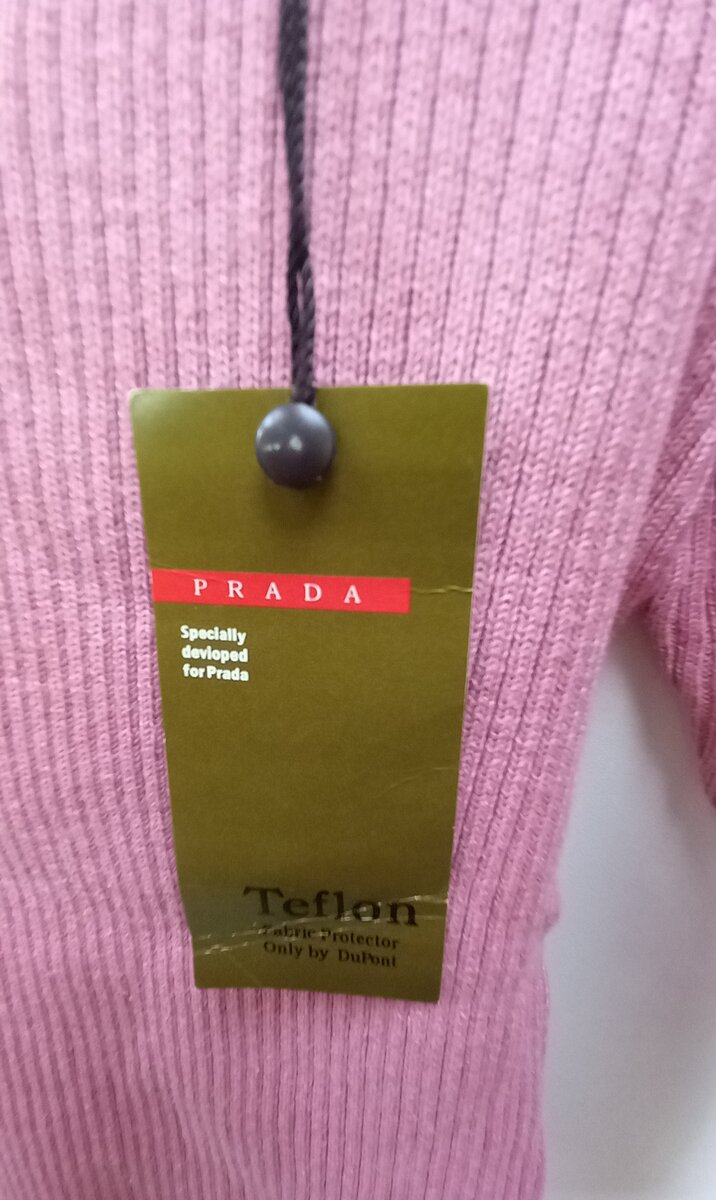 PRADA
Specially
devloped
for Prada
Teflon
Fabric Protector
Only by DuPont